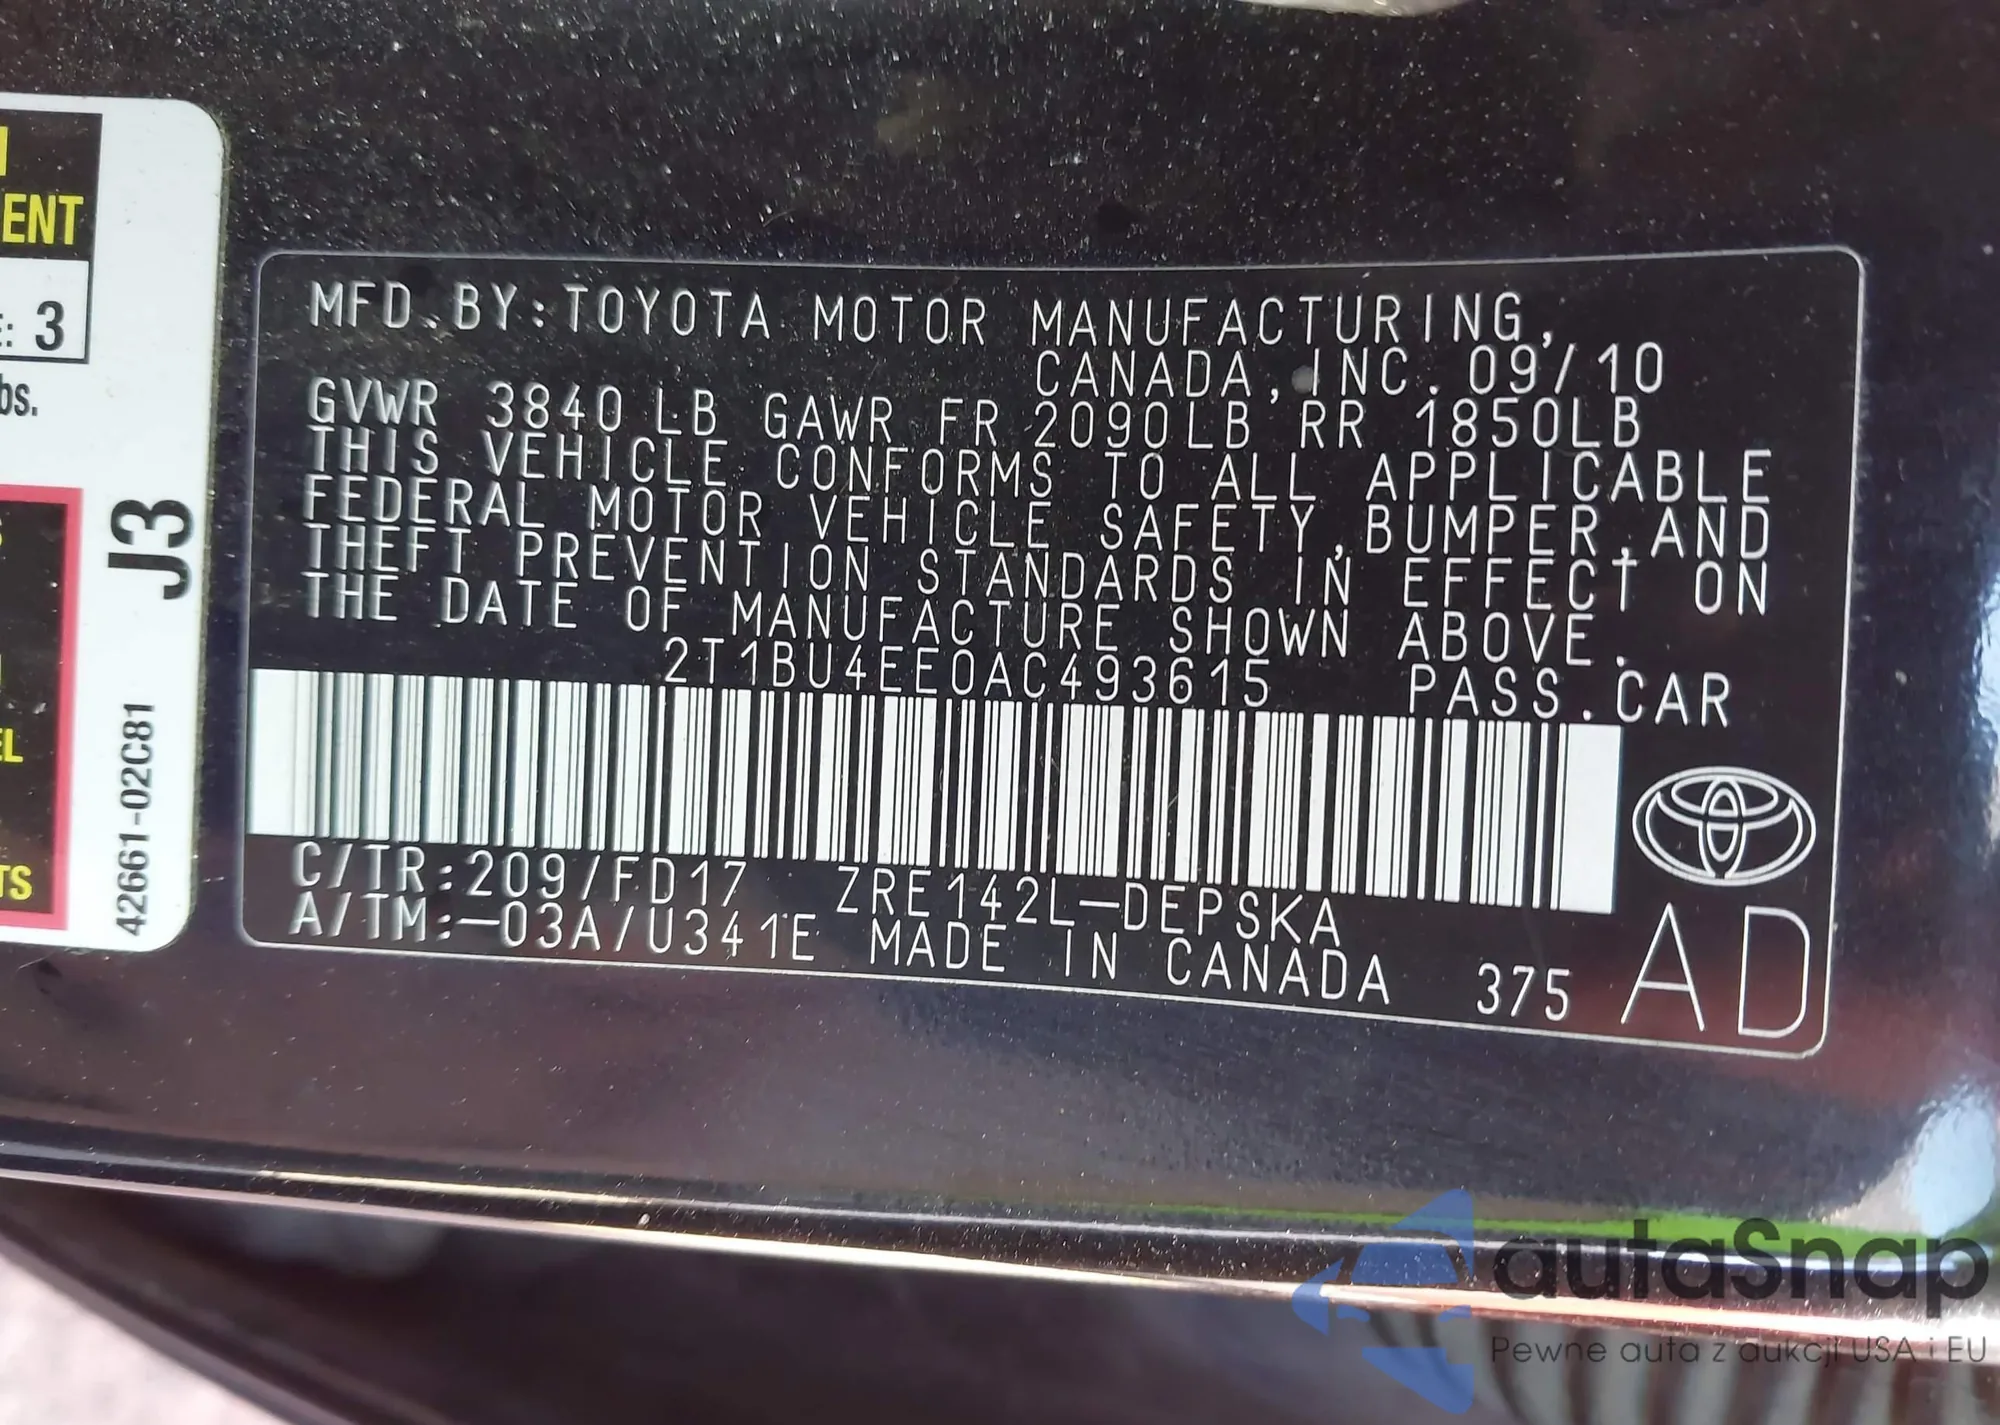 ENT
E: 3
bs.
J3
EL
TS
42661-02C81
MFD.BY:TOYOTA MOTOR MANUFACTURING,
CANADA,INC. 09/10
GVWR 3840 LB GAWR FR 2090LB RR 1850LB
THIS VEHICLE CONFORMS TO ALL APPLICABLE
FEDERAL MOTOR VEHICLE SAFETY,BUMPER,AND
THEFT PREVENTION STANDARDS IN EFFECT ON
THE DATE OF MANUFACTURE SHOWN ABOVE.
2T1BU4EE0AC493615 PASS.CAR
C/TR:209/FD17 ZRE142L-DEPSKA
A/TM:-03A/U341E MADE IN CANADA 375 AD
autaSnap
Pewne auta z aukcji USA i EU